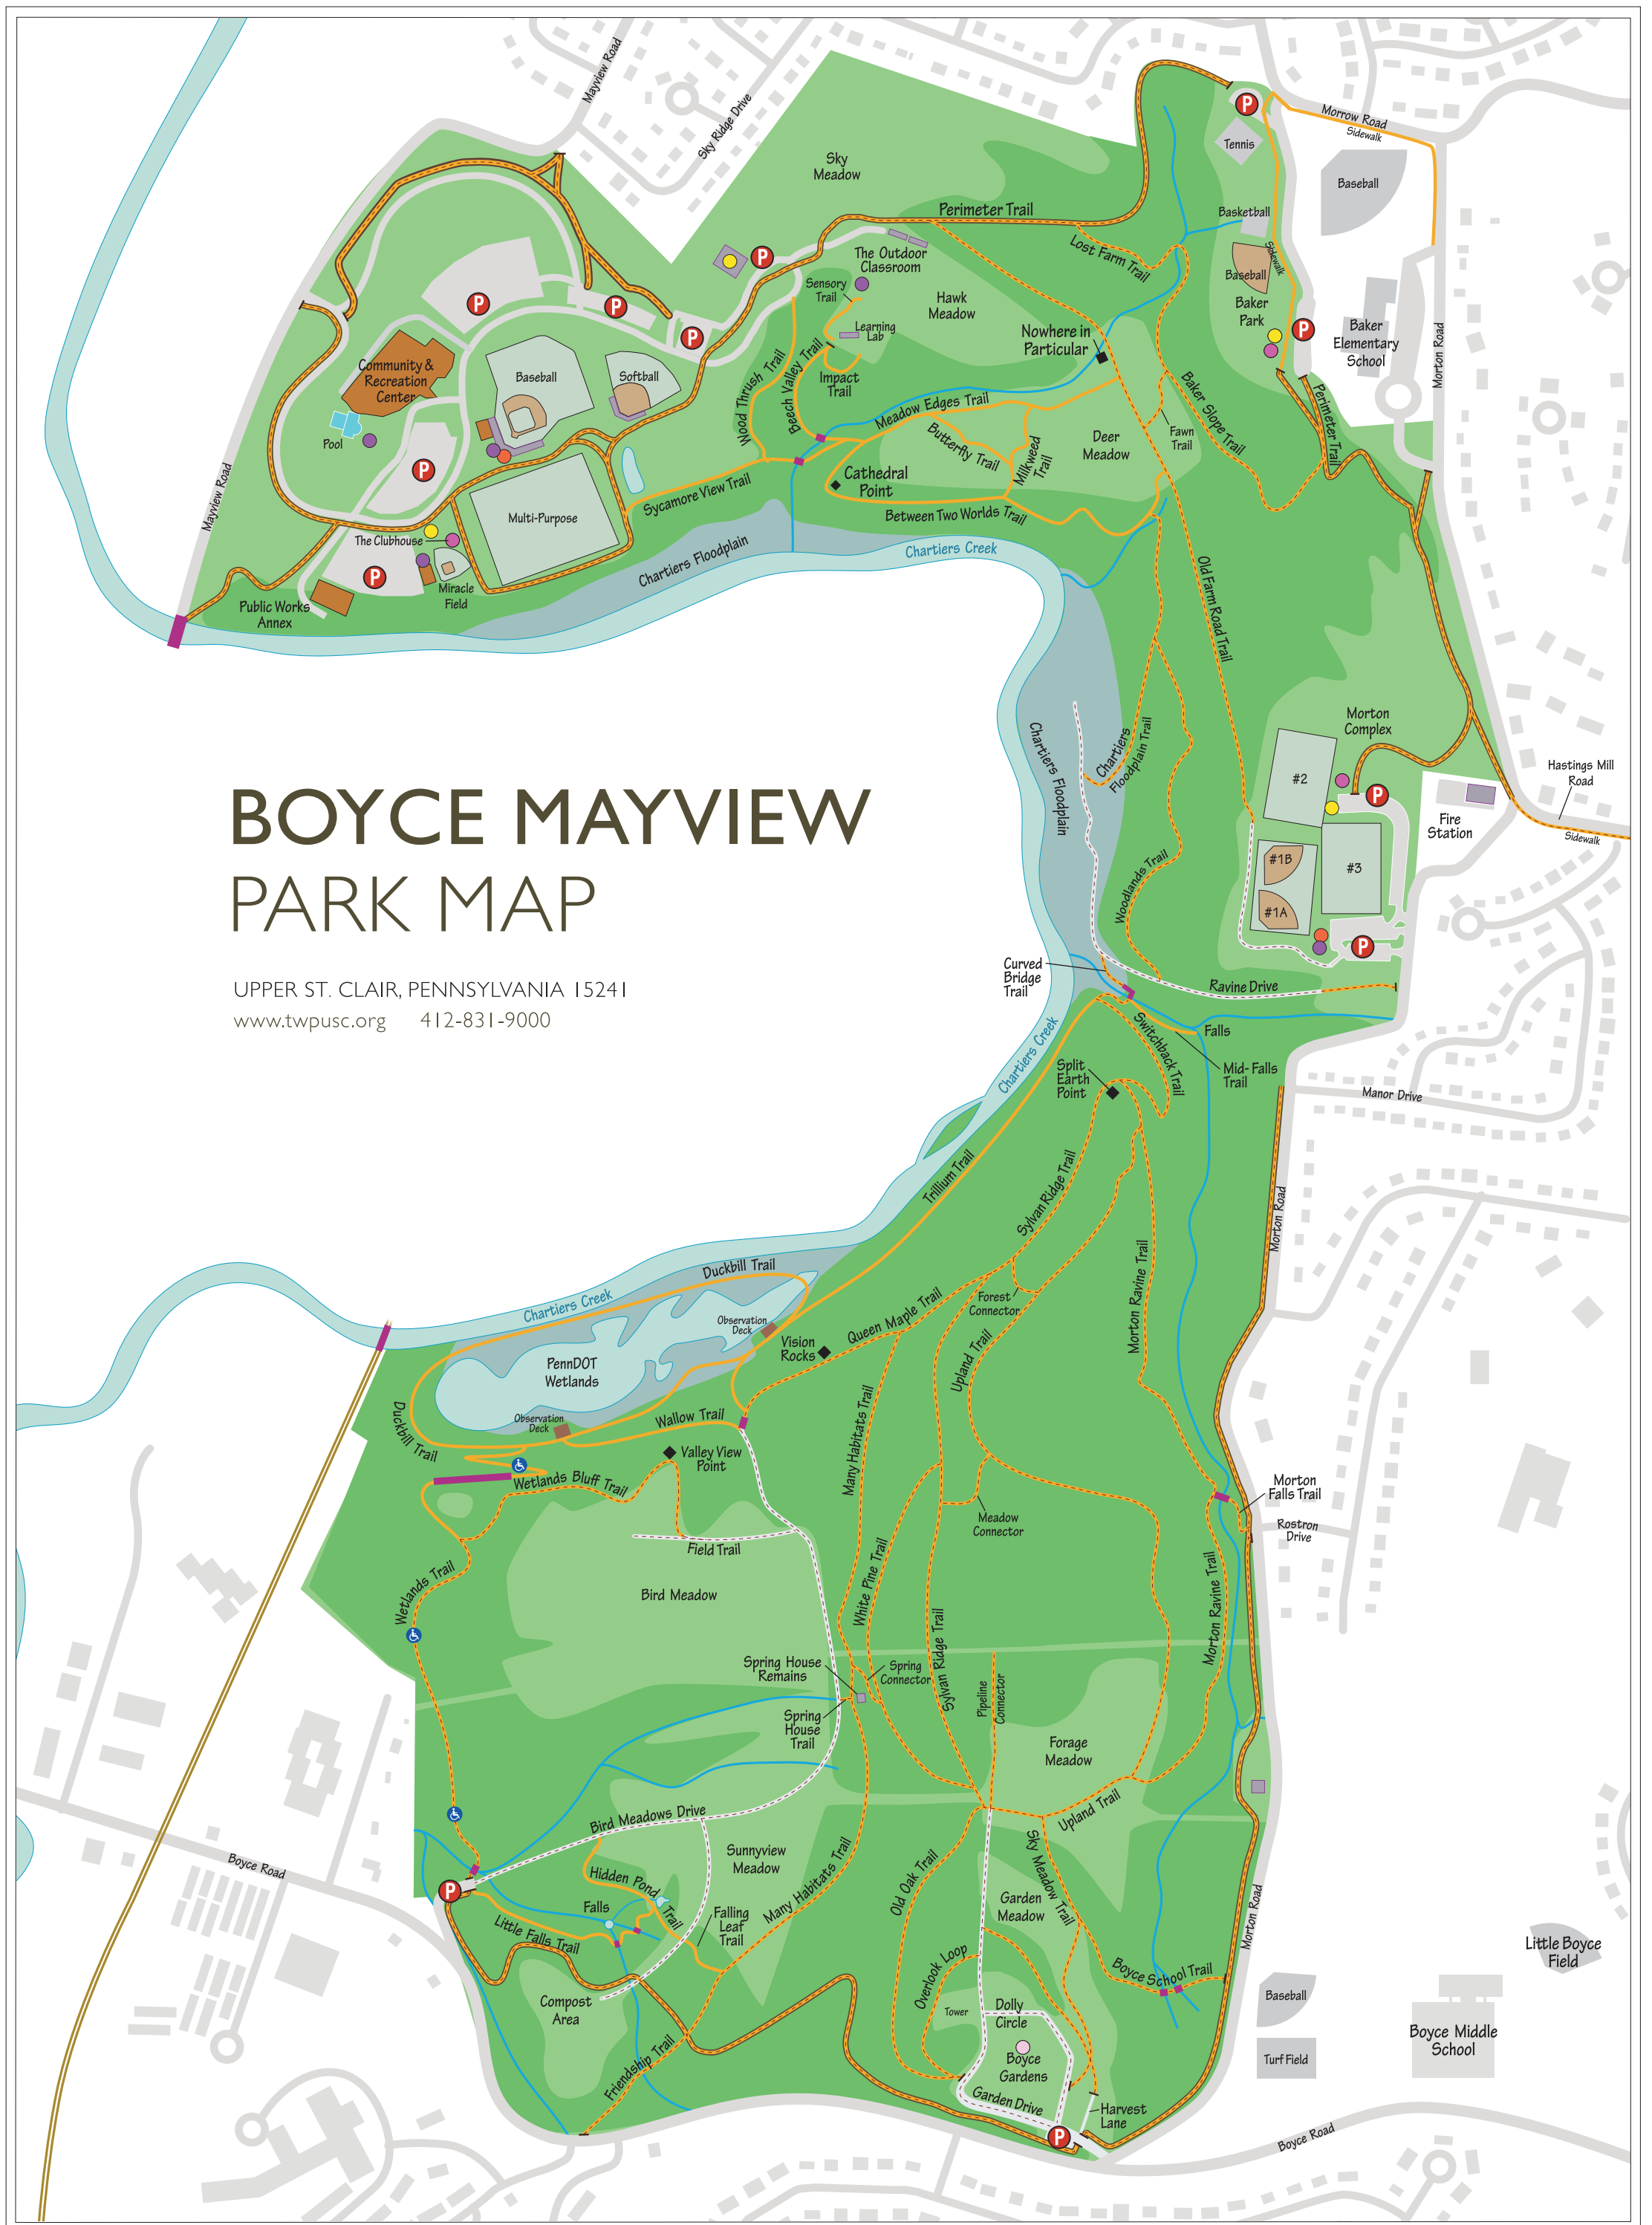 Mayview Road
Sky Ridge Drive
Sky
Meadow
P
Morrow Road
Sidewalk
Tennis
Baseball
Perimeter Trail
Basketball
Lost Farm Trail
Sidewalk
Baseball
Baker
Park
P
P
The Outdoor
Classroom
Sensory
Trail
Hawk
Meadow
Learning
Lab
Nowhere in
Particular
P
Baker
Elementary
School
Morton Road
P
P
P
Community &
Recreation
Center
Baseball
Softball
Pool
P
Wood Thrush Trail
Beech Valley Trail
Impact
Trail
Meadow Edges Trail
Butterfly Trail
Milkweed
Trail
Deer
Meadow
Fawn
Trail
Baker Slope Trail
Perimeter Trail
Cathedral
Point
Sycamore View Trail
Between Two Worlds Trail
Mayview Road
Multi-Purpose
The Clubhouse
P
Miracle
Field
Public Works
Annex
Chartiers Floodplain
Chartiers Creek
Old Farm Road Trail
BOYCE MAYVIEW
PARK MAP
UPPER ST. CLAIR, PENNSYLVANIA 15241
www.twpusc.org 412-831-9000
Chartiers Floodplain
Chartiers
Floodplain Trail
Morton
Complex
#2
P
Hastings Mill
Road
Fire
Station
Sidewalk
#1B
#3
#1A
P
Woodlands Trail
Curved
Bridge
Trail
Ravine Drive
Falls
Switchback Trail
Mid-Falls
Trail
Split
Earth
Point
Chartiers Creek
Manor Drive
Trillium Trail
Sylvan Ridge Trail
Morton Road
Morton Ravine Trail
Duckbill Trail
Chartiers Creek
Forest
Connector
Observation
Deck
Vision
Rocks
Queen Maple Trail
Upland Trail
PennDOT
Wetlands
Observation
Deck
Wallow Trail
Duckbill Trail
Many Habitats Trail
Valley View
Point
Wetlands Bluff Trail
Meadow
Connector
Morton
Falls Trail
Rostron
Drive
Field Trail
Bird Meadow
Wetlands Trail
White Pine Trail
Morton Ravine Trail
Spring House
Remains
Spring
Connector
Sylvan Ridge Trail
Pipeline
Connector
Spring
House
Trail
Forage
Meadow
Bird Meadows Drive
Upland Trail
Boyce Road
Sunnyview
Meadow
Sky Meadow Trail
P
Hidden Pond
Trail
Many Habitats Trail
Old Oak Trail
Garden
Meadow
Falls
Falling
Leaf
Trail
Little Falls Trail
Morton Road
Little Boyce
Field
Overlook Loop
Boyce School Trail
Compost
Area
Tower
Dolly
Circle
Baseball
Boyce
Gardens
Turf Field
Boyce Middle
School
Friendship Trail
Garden Drive
Harvest
Lane
P
Boyce Road